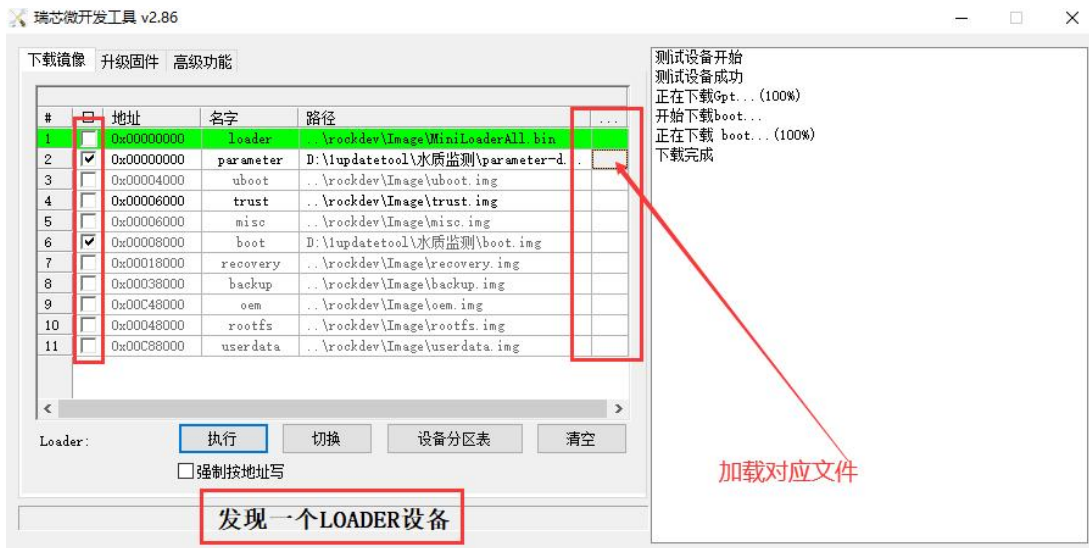 瑞芯微开发工具 v2.86
下载镜像 升级固件 高级功能
# 地址 名字 路径 ...
1 0x00000000 loader ..\rockdev\Image\MiniLoaderAll.bin
2 0x00000000 parameter D:\1updatetool\水质监测\parameter-d...
3 0x00004000 uboot ..\rockdev\Image\uboot.img
4 0x00006000 trust ..\rockdev\Image\trust.img
5 0x00006000 misc ..\rockdev\Image\misc.img
6 0x00008000 boot D:\1updatetool\水质监测\boot.img
7 0x00018000 recovery ..\rockdev\Image\recovery.img
8 0x00038000 backup ..\rockdev\Image\backup.img
9 0x00C48000 oem ..\rockdev\Image\oem.img
10 0x00048000 rootfs ..\rockdev\Image\rootfs.img
11 0x00C88000 userdata ..\rockdev\Image\userdata.img
Loader: 执行 切换 设备分区表 清空
强制按地址写
发现一个LOADER设备
测试设备开始
测试设备成功
正在下载Gpt...(100%)
开始下载boot...
正在下载 boot...(100%)
下载完成
加载对应文件